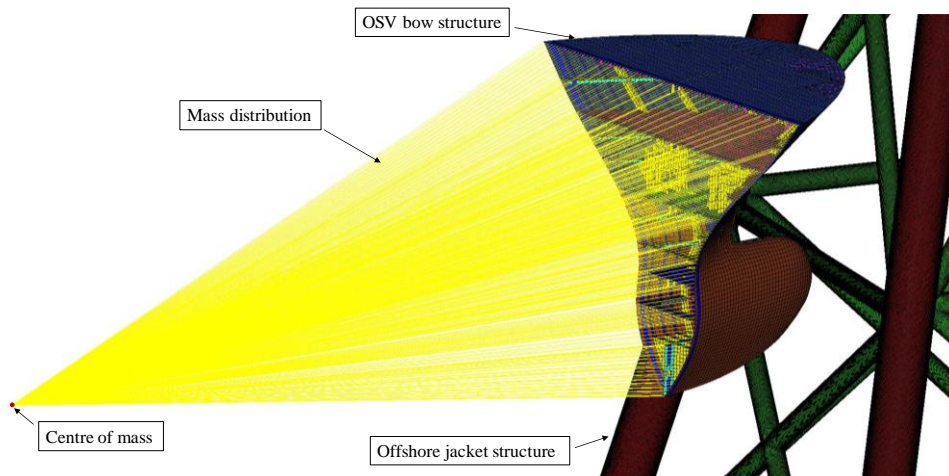 OSV bow structure
Mass distribution
Centre of mass
Offshore jacket structure